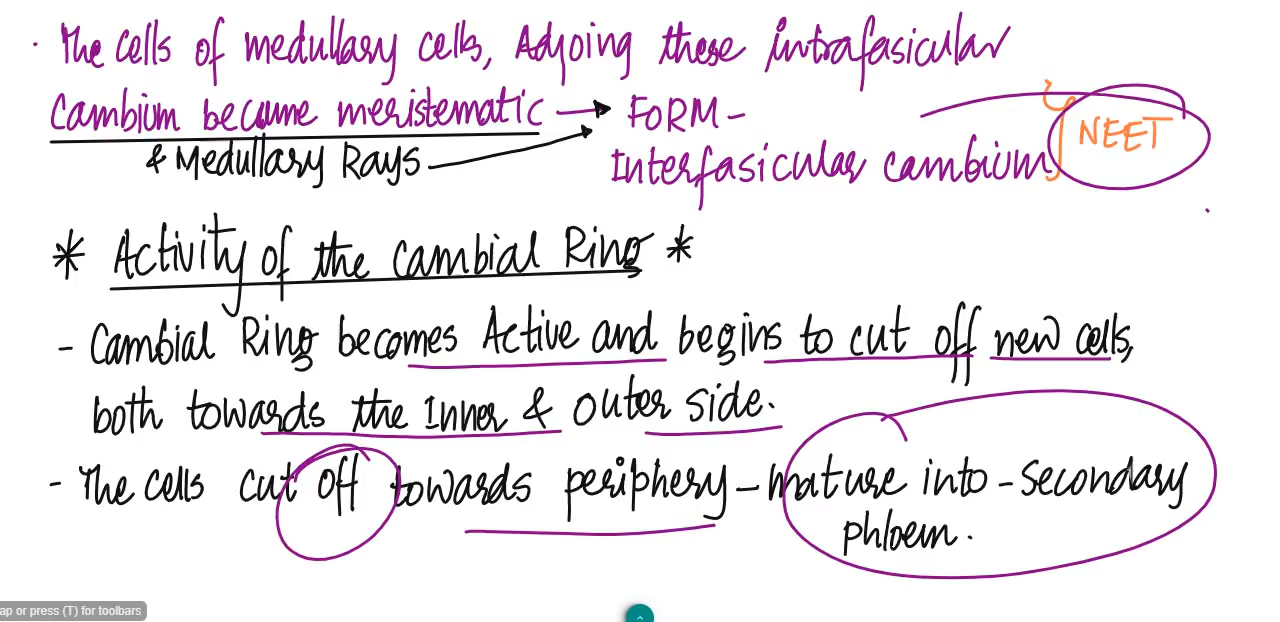 · The cells of medullary cells, Adjoing these intrafasicular
Cambium became meristematic → FORM -
& Medullary Rays → Interfasicular cambium
NEET
* Activity of the cambial Ring *
- Cambial Ring becomes Active and begins to cut off new cells,
both towards the Inner & outer side.
- The cells cut off towards periphery - mature into - secondary
phloem.
ap or press (T) for toolbars